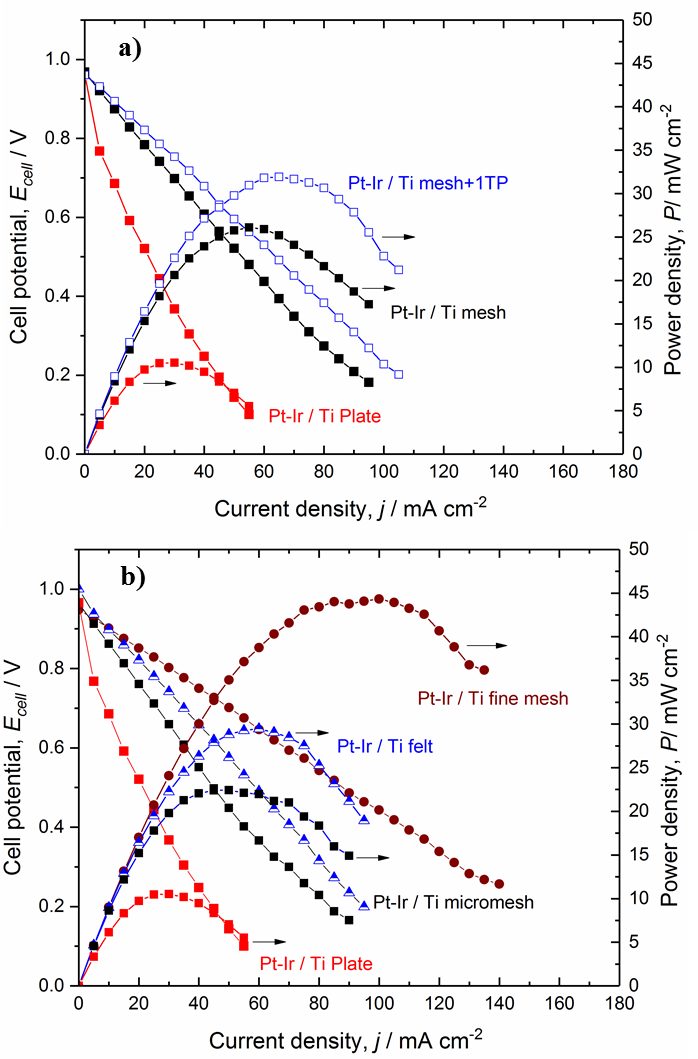 a)
Cell potential, Ecell / V
1.0
0.8
0.6
0.4
0.2
0.0
50
45
40
35
30
25
20
15
10
5
0
Power density, P/ mW cm-2
Pt-Ir / Ti mesh+1TP
Pt-Ir / Ti mesh
Pt-Ir / Ti Plate
0 20 40 60 80 100 120 140 160 180
Current density, j / mA cm-2
b)
Cell potential, Ecell / V
1.0
0.8
0.6
0.4
0.2
0.0
50
45
40
35
30
25
20
15
10
5
0
Power density, P/ mW cm-2
Pt-Ir / Ti fine mesh
Pt-Ir / Ti felt
Pt-Ir / Ti micromesh
Pt-Ir / Ti Plate
0 20 40 60 80 100 120 140 160 180
Current density, j / mA cm-2